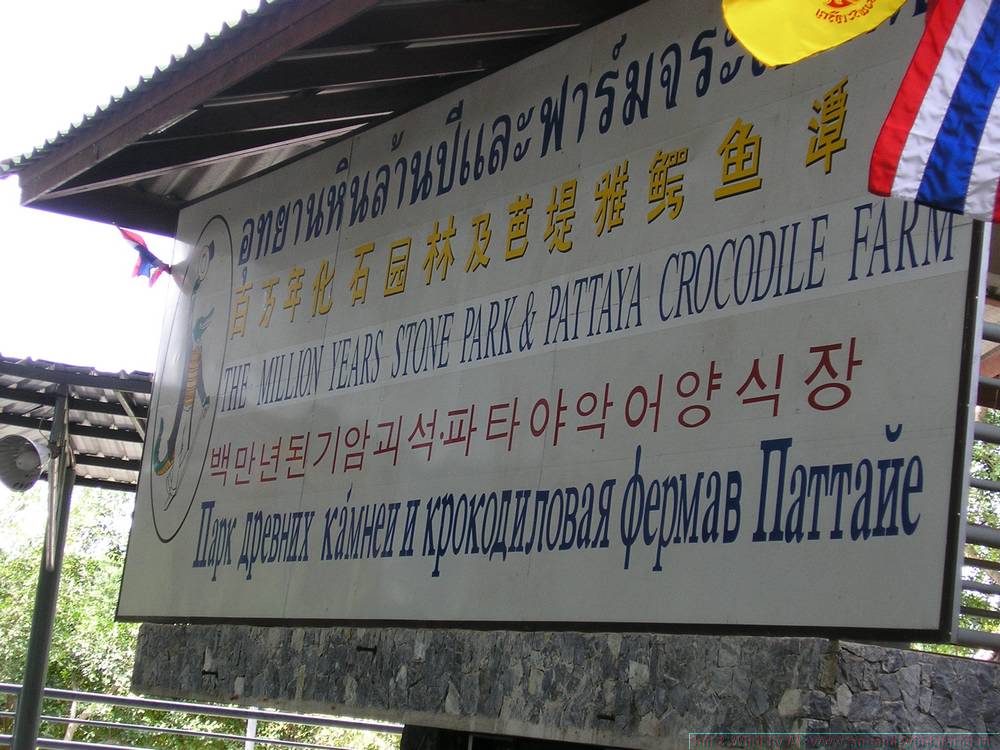 อุทยานหินล้านปีและฟาร์มจระเข้
百万年化石园林及芭堤雅鳄鱼潭
THE MILLION YEARS STONE PARK & PATTAYA CROCODILE FARM
백만년된기암괴석·파타야악어양식장
Парк древних ка́мней и крокодиловая фермав Паттайе